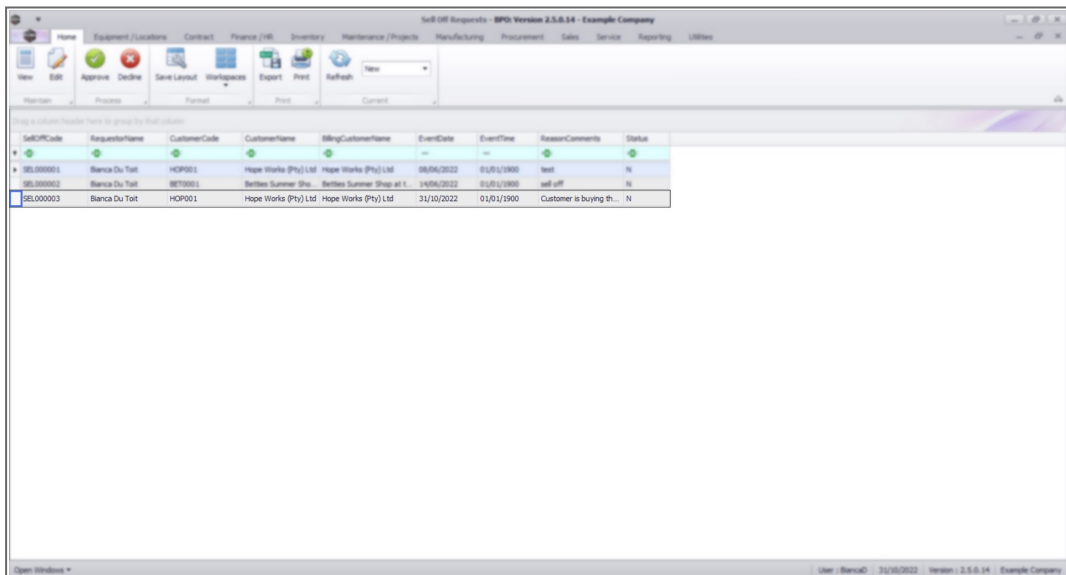 Sell Off Requests - BPO: Version 2.5.0.14 - Example Company
Home Equipment / Locations Contract Finance / HR Inventory Maintenance / Projects Manufacturing Procurement Sales Service Reporting Utilities
View Edit Approve Decline Save Layout Workspaces Export Print Refresh New
Maintain Process Format Print Current
Drag a column header here to group by that column
SellOffCode RequestorName CustomerCode CustomerName BillingCustomerName EventDate EventTime ReasonComments Status
SEL000001 Bianca Du Toit HOP001 Hope Works (Pty) Ltd Hope Works (Pty) Ltd 08/06/2022 01/01/1900 test N
SEL000002 Bianca Du Toit BET0001 Betties Summer Sho... Betties Summer Shop at t... 14/06/2022 01/01/1900 sell off N
SEL000003 Bianca Du Toit HOP001 Hope Works (Pty) Ltd Hope Works (Pty) Ltd 31/10/2022 01/01/1900 Customer is buying th... N
Open Windows User : BiancaD 31/10/2022 Version : 2.5.0.14 Example Company